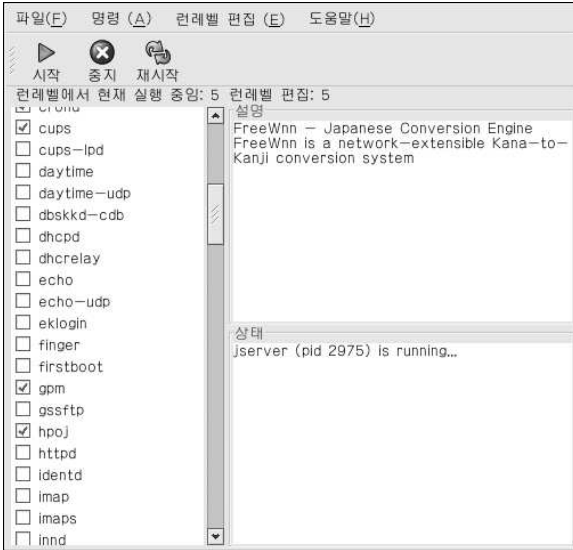 파일(F) 명령 (A) 런레벨 편집 (E) 도움말(H)
시작 중지 재시작
런레벨에서 현재 실행 중임: 5 런레벨 편집: 5
crond
cups
cups-lpd
daytime
daytime-udp
dbskkd-cdb
dhcpd
dhcrelay
echo
echo-udp
eklogin
finger
firstboot
gpm
gssftp
hpoj
httpd
identd
imap
imaps
innd
설명
FreeWnn - Japanese Conversion Engine
FreeWnn is a network-extensible Kana-to-
Kanji conversion system
상태
jserver (pid 2975) is running...